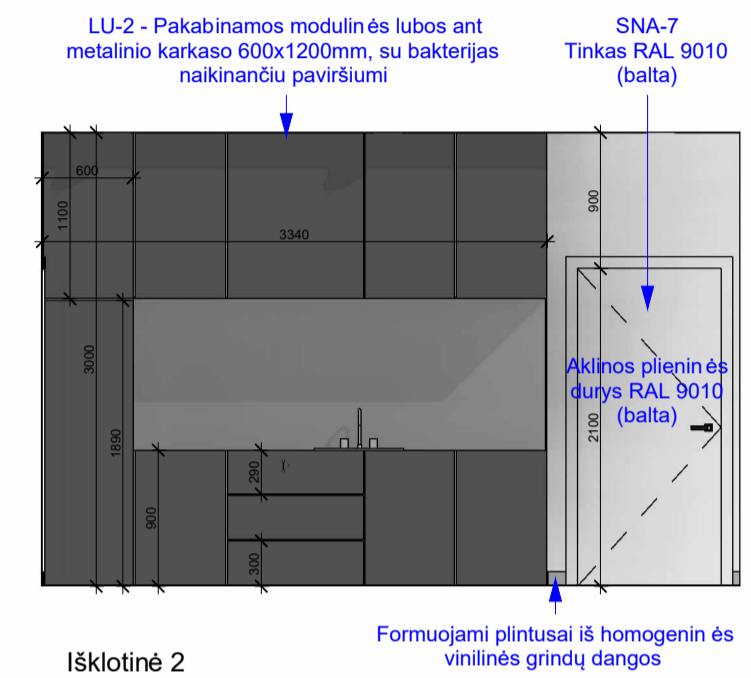 LU-2 - Pakabinamos modulinės lubos ant
metalinio karkaso 600x1200mm, su bakterijas
naikinančiu paviršiumi
SNA-7
Tinkas RAL 9010
(balta)
600
1100
900
3340
3000
1890
Aklinos plieninės
durys RAL 9010
(balta)
2100
290
900
300
Formuojami plintusai iš homogeninės
vinilinės grindų dangos
Išklotinė 2